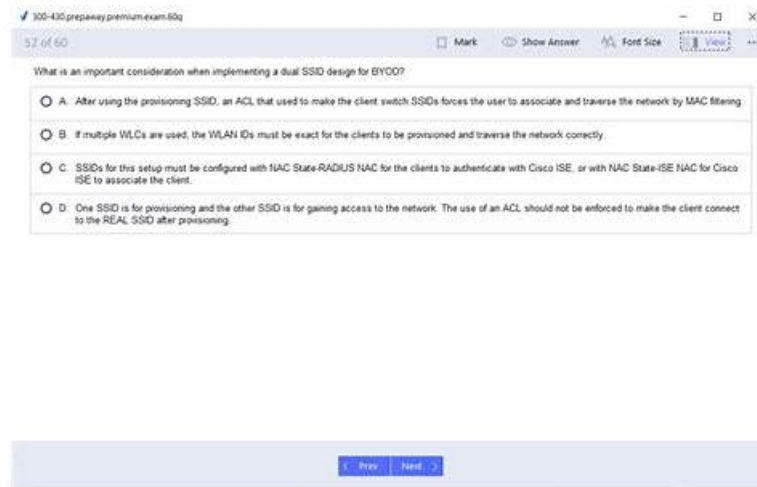 300-430.prepaway.premium.exam.60q
52 of 60 Mark Show Answer Font Size View
What is an important consideration when implementing a dual SSID design for BYOD?
A. After using the provisioning SSID, an ACL that used to make the client switch SSIDs forces the user to associate and traverse the network by MAC filtering
B. If multiple WLCs are used, the WLAN IDs must be exact for the clients to be provisioned and traverse the network correctly.
C. SSIDs for this setup must be configured with NAC State-RADIUS NAC for the clients to authenticate with Cisco ISE, or with NAC State-ISE NAC for Cisco
ISE to associate the client.
D. One SSID is for provisioning and the other SSID is for gaining access to the network. The use of an ACL should not be enforced to make the client connect
to the REAL SSID after provisioning.
Prev Next